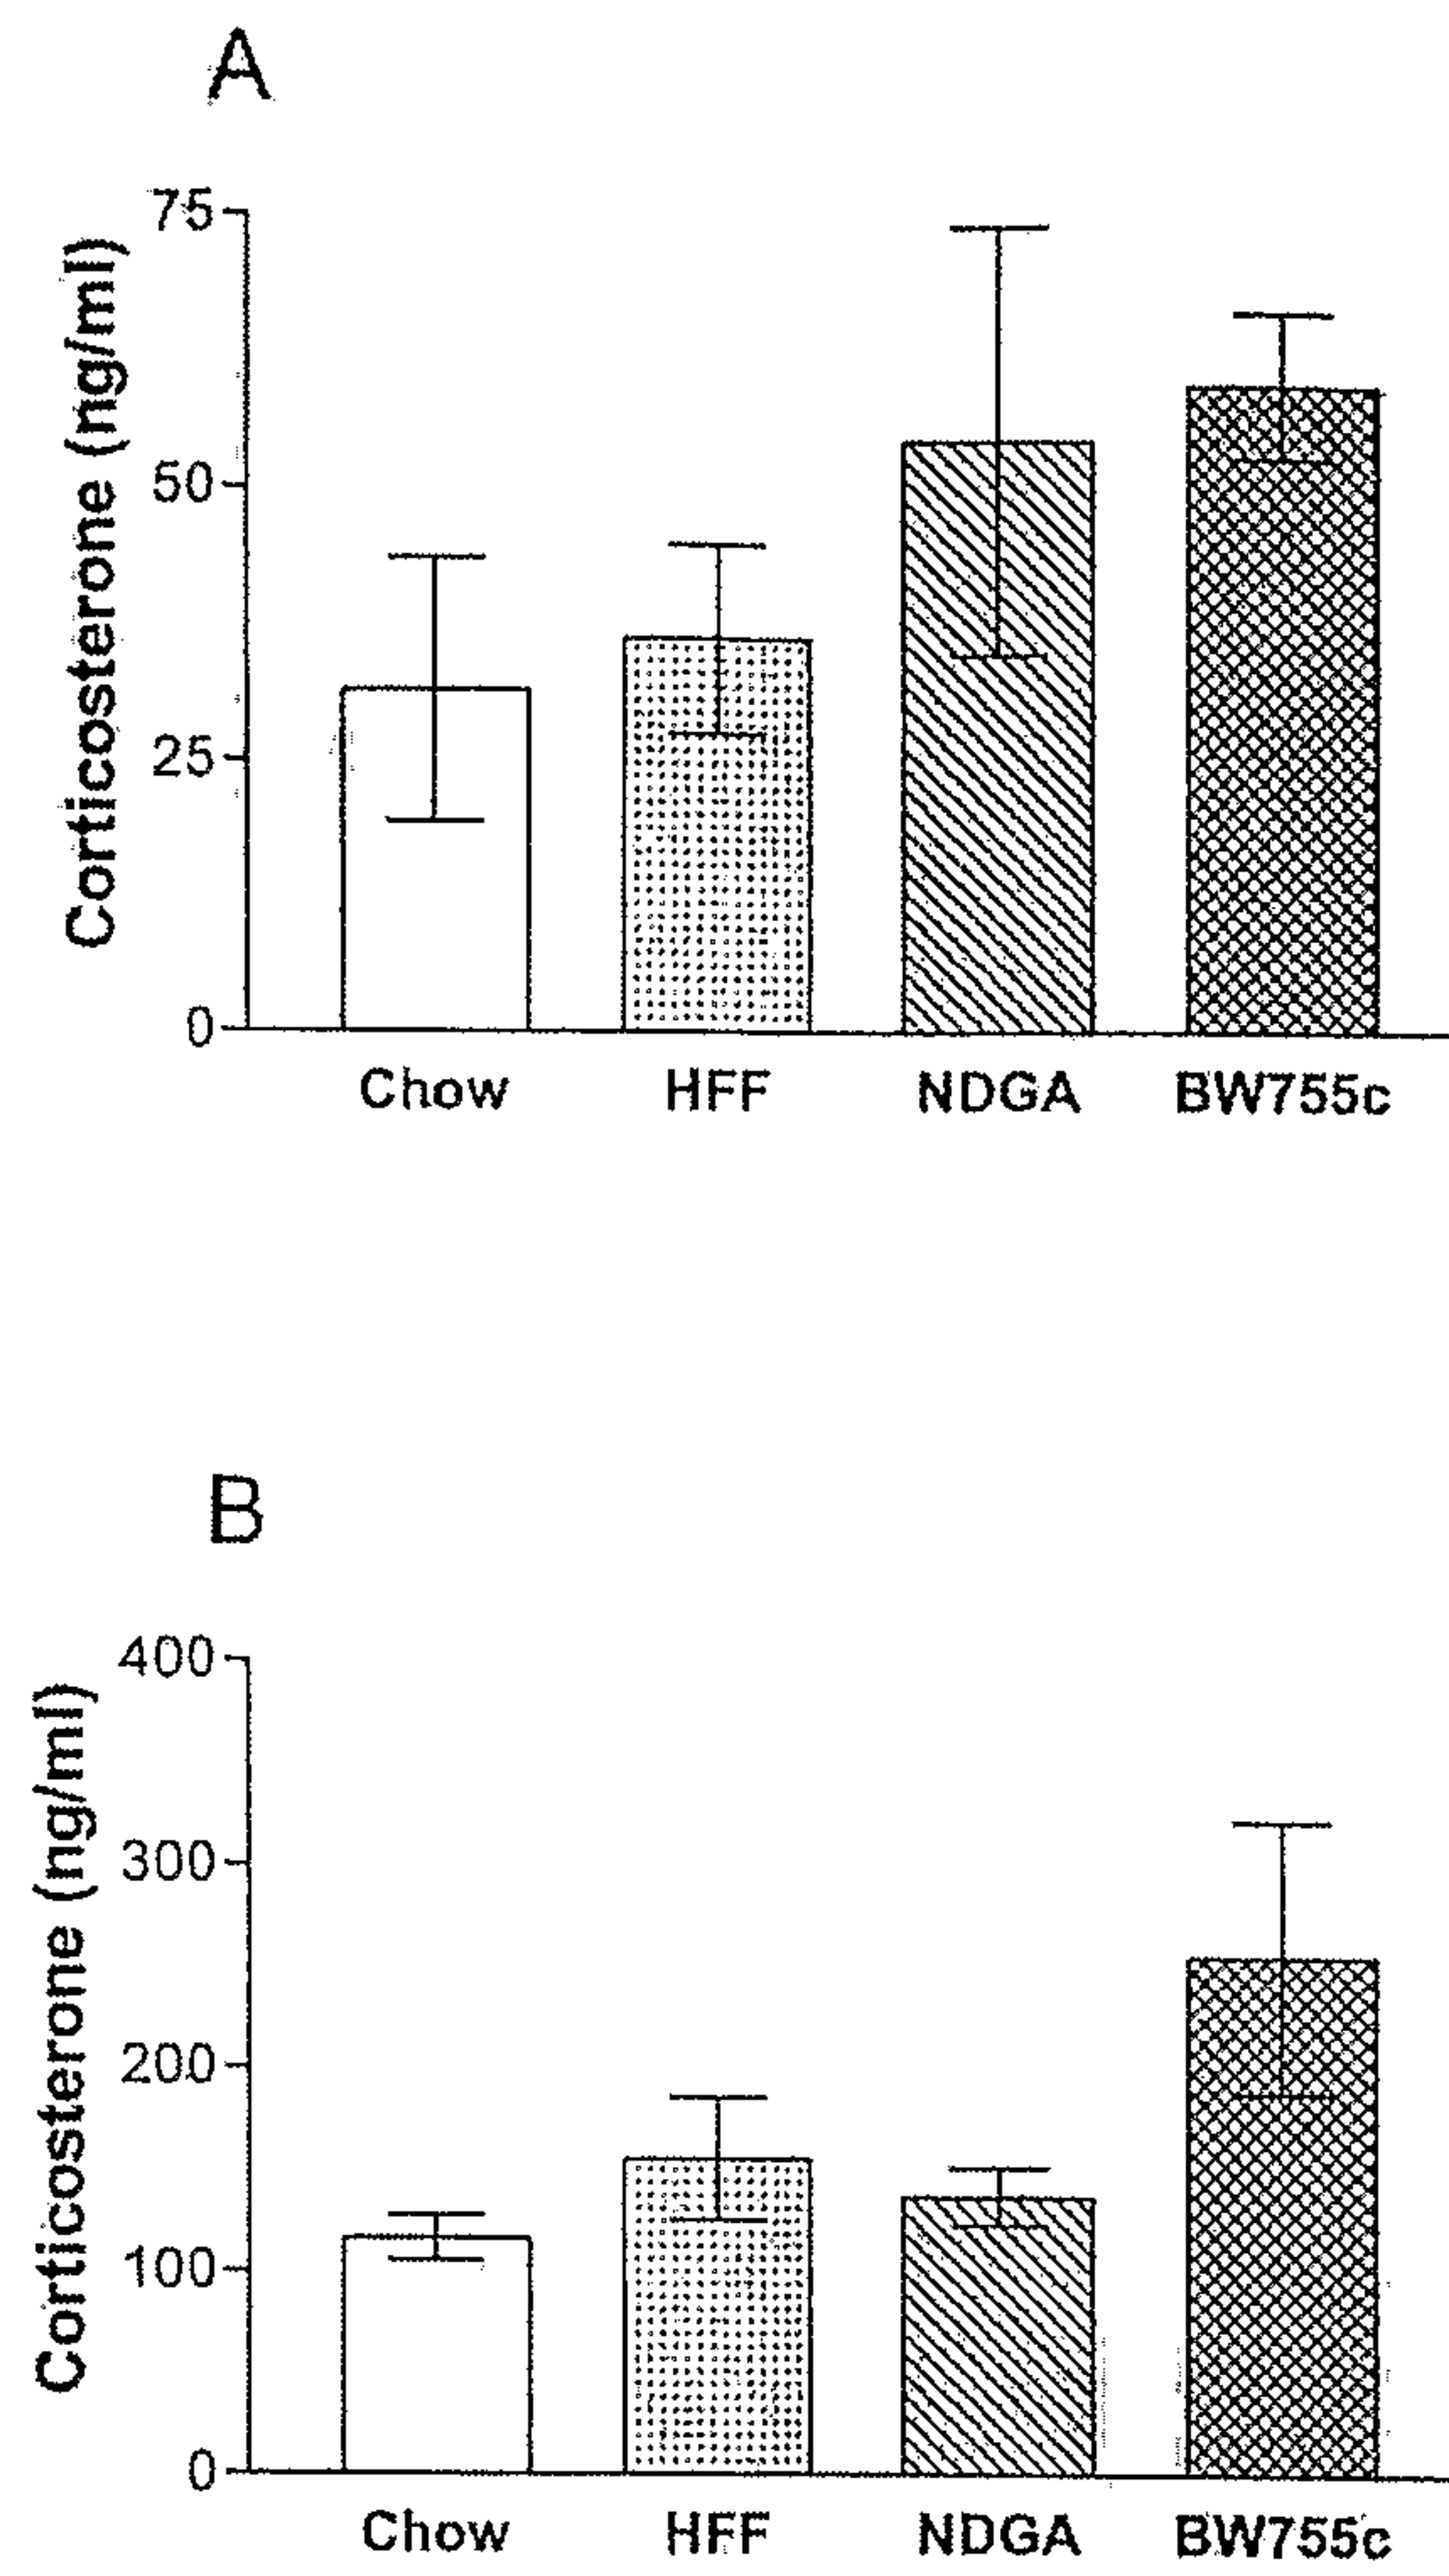 A
Corticosterone (ng/ml)
75
50
25
0
Chow HFF NDGA BW755c
B
Corticosterone (ng/ml)
400
300
200
100
0
Chow HFF NDGA BW755c